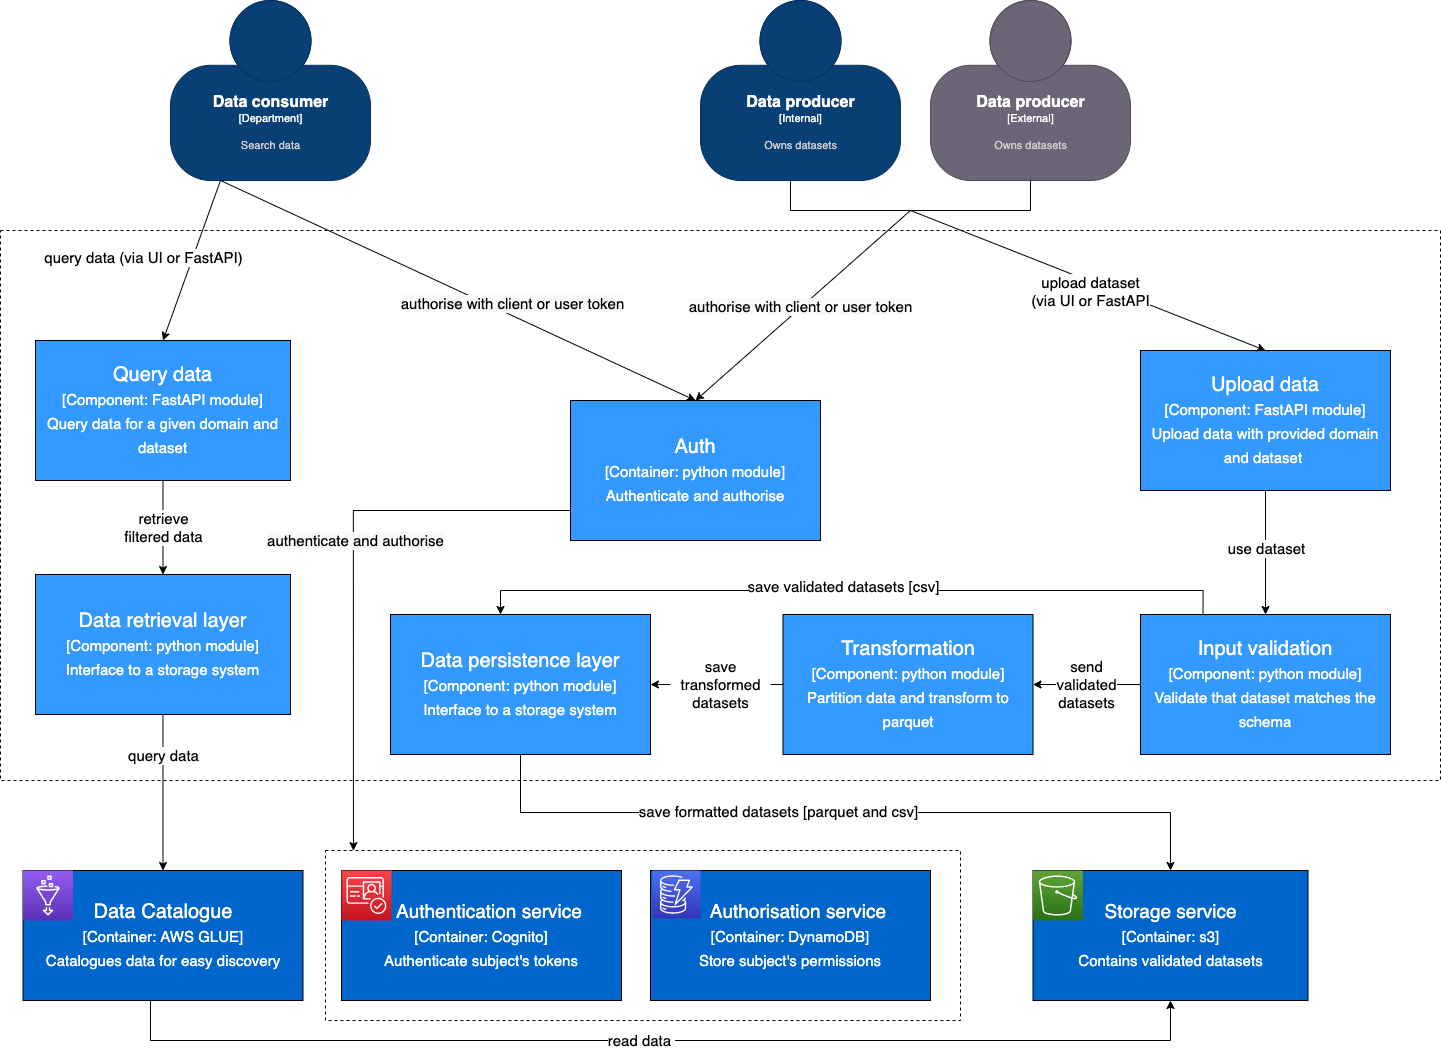 Data consumer
[Department]
Search data
Data producer
[Internal]
Owns datasets
Data producer
[External]
Owns datasets
query data (via UI or FastAPI)
authorise with client or user token
authorise with client or user token
upload dataset
(via UI or FastAPI
Query data
[Component: FastAPI module]
Query data for a given domain and
dataset
Auth
[Container: python module]
Authenticate and authorise
Upload data
[Component: FastAPI module]
Upload data with provided domain
and dataset
retrieve
filtered data
authenticate and authorise
use dataset
save validated datasets [csv]
Data retrieval layer
[Component: python module]
Interface to a storage system
Data persistence layer
[Component: python module]
Interface to a storage system
save
transformed
datasets
Transformation
[Component: python module]
Partition data and transform to
parquet
send
validated
datasets
Input validation
[Component: python module]
Validate that dataset matches the
schema
query data
save formatted datasets [parquet and csv]
Data Catalogue
[Container: AWS GLUE]
Catalogues data for easy discovery
Authentication service
[Container: Cognito]
Authenticate subject's tokens
Authorisation service
[Container: DynamoDB]
Store subject's permissions
Storage service
[Container: s3]
Contains validated datasets
read data